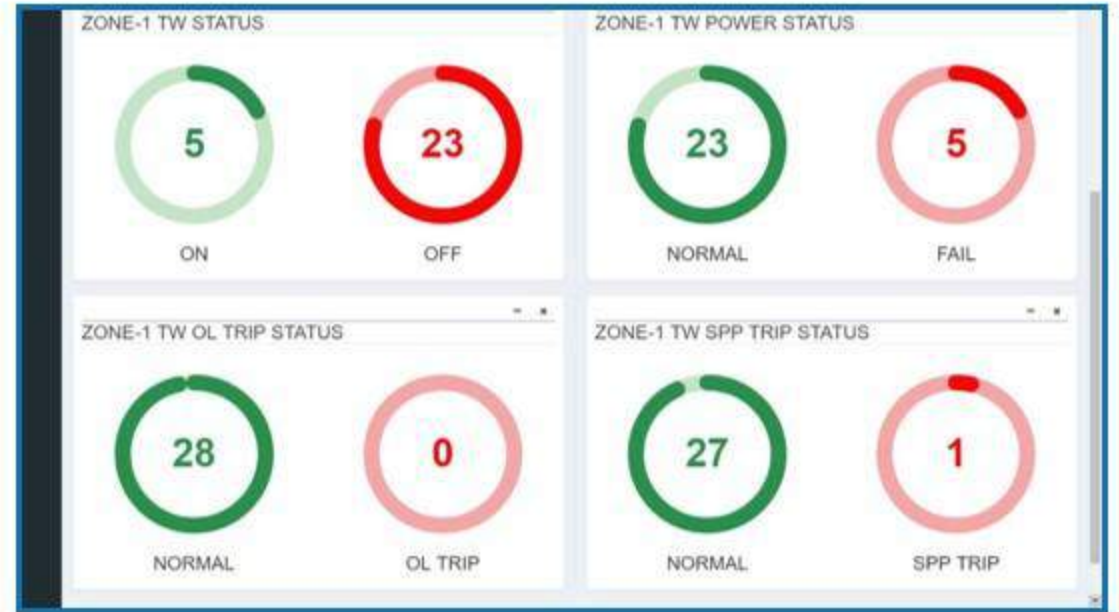 ZONE-1 TW STATUS
5
23
ON
OFF
ZONE-1 TW POWER STATUS
23
5
NORMAL
FAIL
ZONE-1 TW OL TRIP STATUS
28
0
NORMAL
OL TRIP
ZONE-1 TW SPP TRIP STATUS
27
1
NORMAL
SPP TRIP